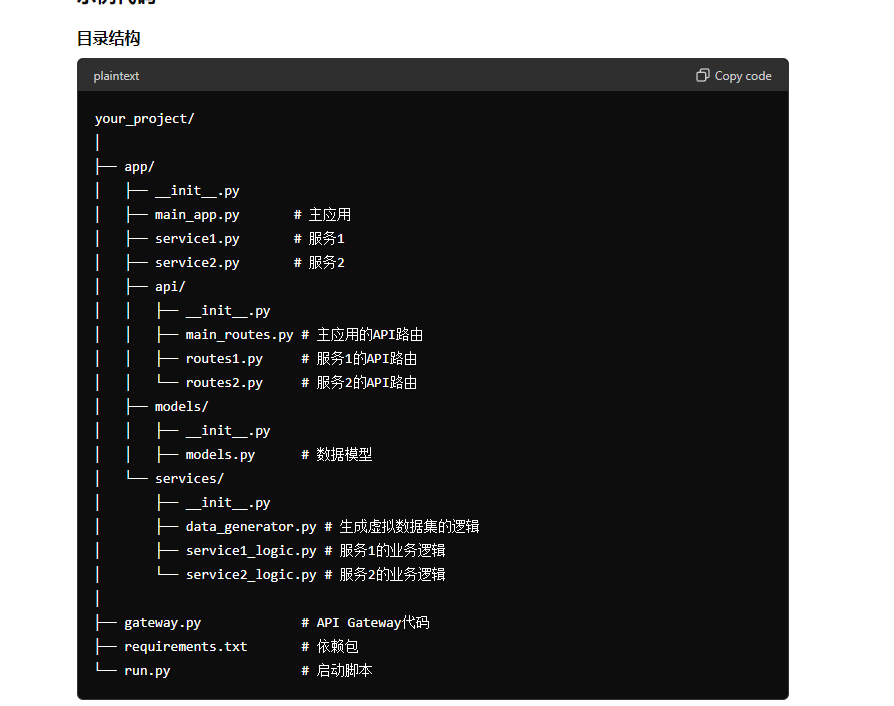 示例代码
目录结构
plaintext Copy code
your_project/
│
├── app/
│   ├── __init__.py
│   ├── main_app.py       # 主应用
│   ├── service1.py       # 服务1
│   ├── service2.py       # 服务2
│   ├── api/
│   │   ├── __init__.py
│   │   ├── main_routes.py # 主应用的API路由
│   │   ├── routes1.py     # 服务1的API路由
│   │   └── routes2.py     # 服务2的API路由
│   ├── models/
│   │   ├── __init__.py
│   │   ├── models.py      # 数据模型
│   └── services/
│       ├── __init__.py
│       ├── data_generator.py # 生成虚拟数据集的逻辑
│       ├── service1_logic.py # 服务1的业务逻辑
│       └── service2_logic.py # 服务2的业务逻辑
│
├── gateway.py             # API Gateway代码
├── requirements.txt       # 依赖包
└── run.py                 # 启动脚本